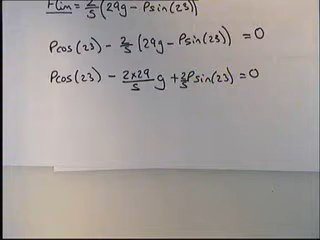 Flim = 2/5 (29g - Psin(23))
Pcos(23) - 2/5 (29g - Psin(23)) = 0
Pcos(23) - 2×29/5 g + 2/5 Psin(23) = 0